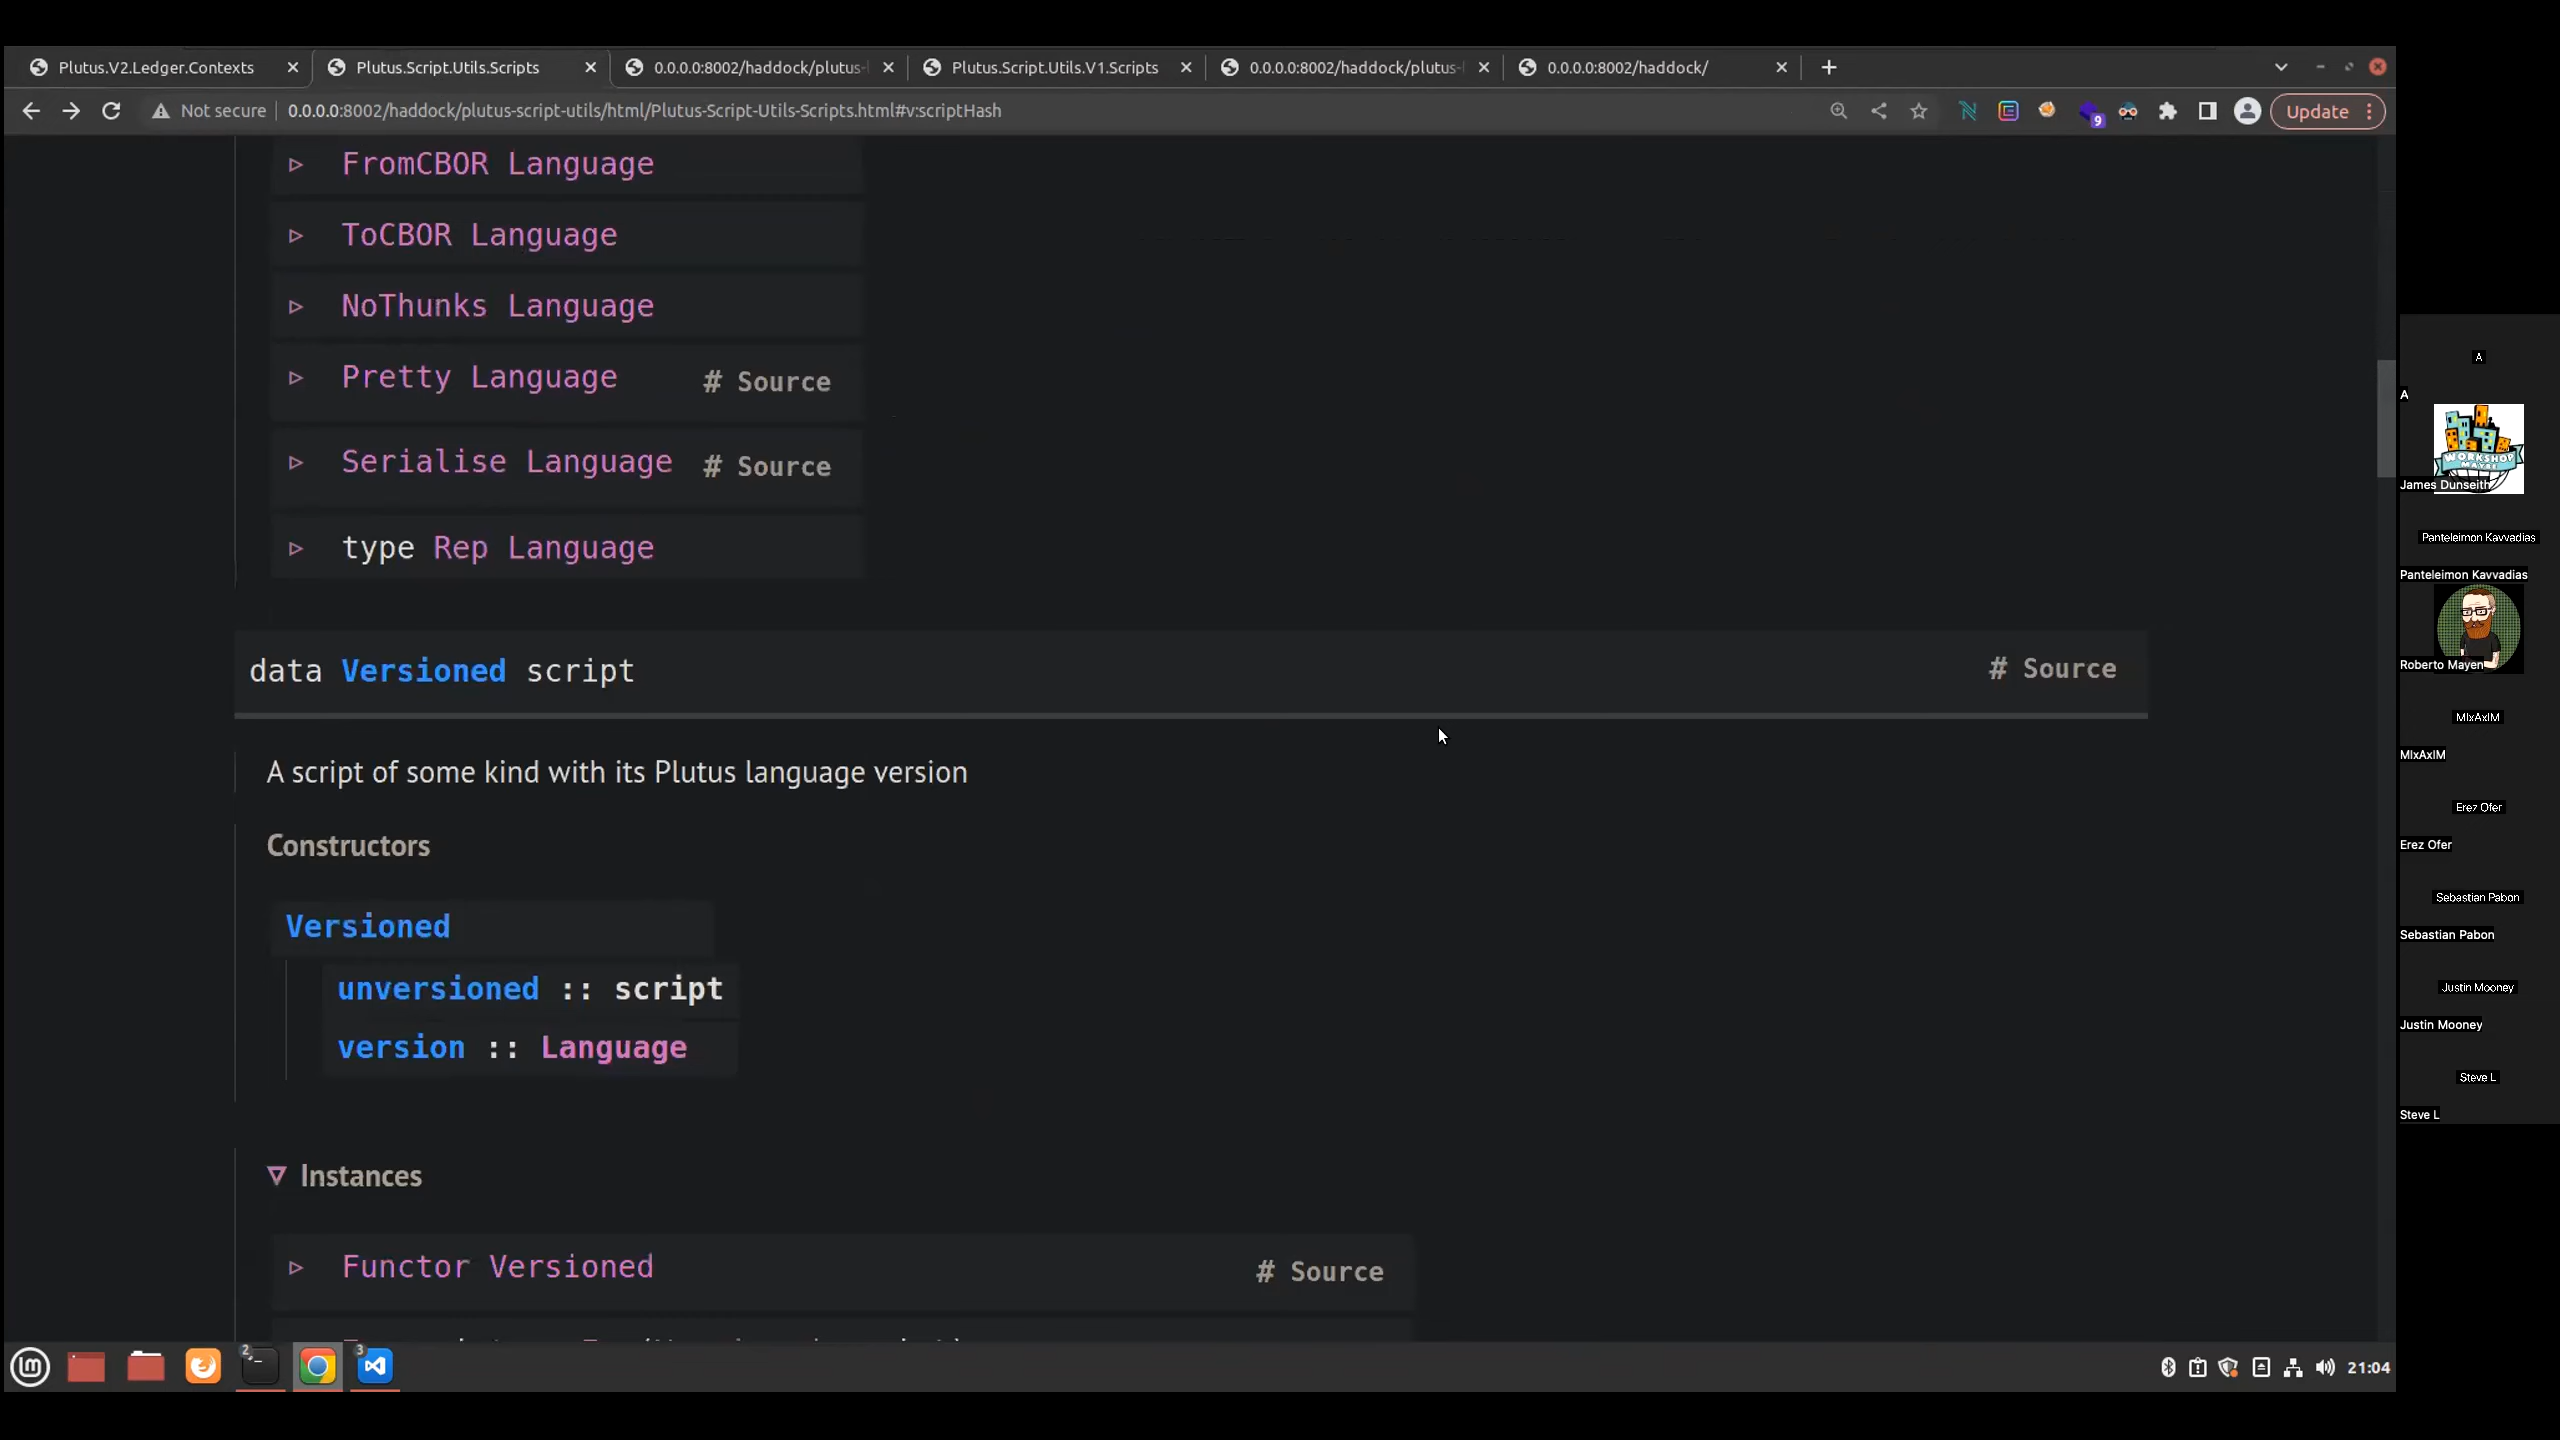 Plutus.V2.Ledger.Contexts
Plutus.Script.Utils.Scripts
0.0.0.0:8002/haddock/plutus-
Plutus.Script.Utils.V1.Scripts
0.0.0.0:8002/haddock/plutus-
0.0.0.0:8002/haddock/
Not secure
0.0.0.0:8002/haddock/plutus-script-utils/html/Plutus-Script-Utils-Scripts.html#v:scriptHash
9
Update
FromCBOR Language
ToCBOR Language
NoThunks Language
Pretty Language # Source
Serialise Language # Source
type Rep Language
data Versioned script # Source
A script of some kind with its Plutus language version
Constructors
Versioned
unversioned :: script
version :: Language
Instances
Functor Versioned # Source
2
3
21:04
A
A
WORKSHOP
MAYBE
James Dunseith
Panteleimon Kavvadias
Panteleimon Kavvadias
Roberto Mayen
MIxAxIM
MIxAxIM
Erez Ofer
Erez Ofer
Sebastian Pabon
Sebastian Pabon
Justin Mooney
Justin Mooney
Steve L
Steve L